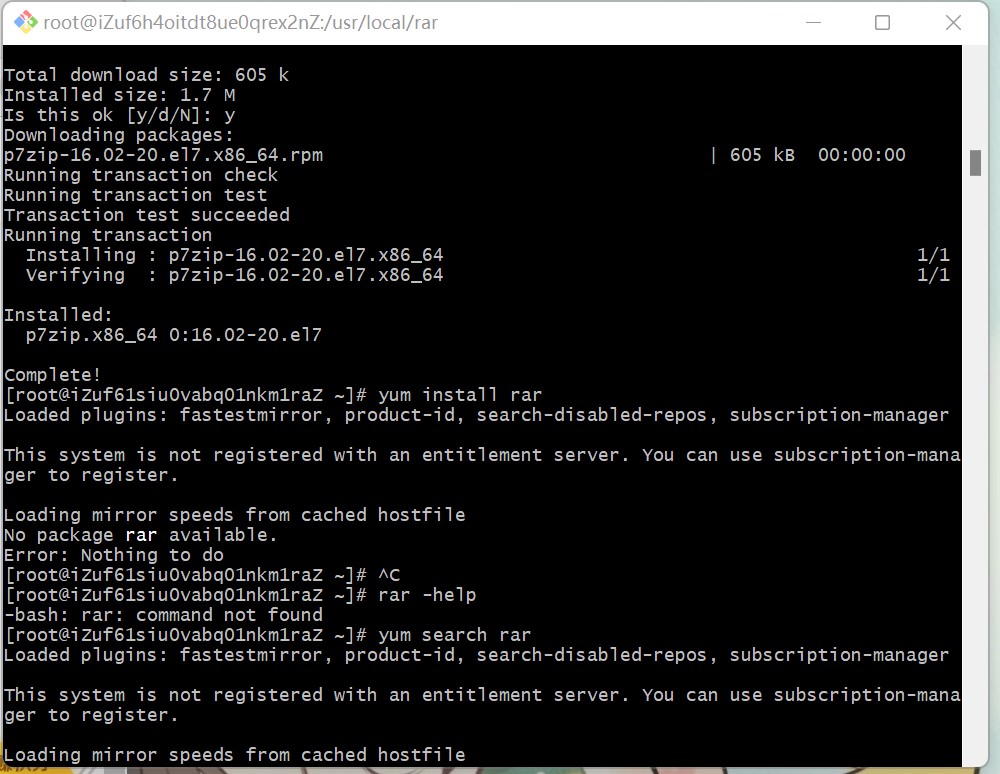 root@iZuf6h4oitdt8ue0qrex2nZ:/usr/local/rar
Total download size: 605 k
Installed size: 1.7 M
Is this ok [y/d/N]: y
Downloading packages:
p7zip-16.02-20.el7.x86_64.rpm | 605 kB 00:00:00
Running transaction check
Running transaction test
Transaction test succeeded
Running transaction
Installing : p7zip-16.02-20.el7.x86_64 1/1
Verifying : p7zip-16.02-20.el7.x86_64 1/1
Installed:
p7zip.x86_64 0:16.02-20.el7
Complete!
[root@iZuf61siu0vabq01nkm1raZ ~]# yum install rar
Loaded plugins: fastestmirror, product-id, search-disabled-repos, subscription-manager
This system is not registered with an entitlement server. You can use subscription-mana
ger to register.
Loading mirror speeds from cached hostfile
No package rar available.
Error: Nothing to do
[root@iZuf61siu0vabq01nkm1raZ ~]# ^C
[root@iZuf61siu0vabq01nkm1raZ ~]# rar -help
-bash: rar: command not found
[root@iZuf61siu0vabq01nkm1raZ ~]# yum search rar
Loaded plugins: fastestmirror, product-id, search-disabled-repos, subscription-manager
This system is not registered with an entitlement server. You can use subscription-mana
ger to register.
Loading mirror speeds from cached hostfile